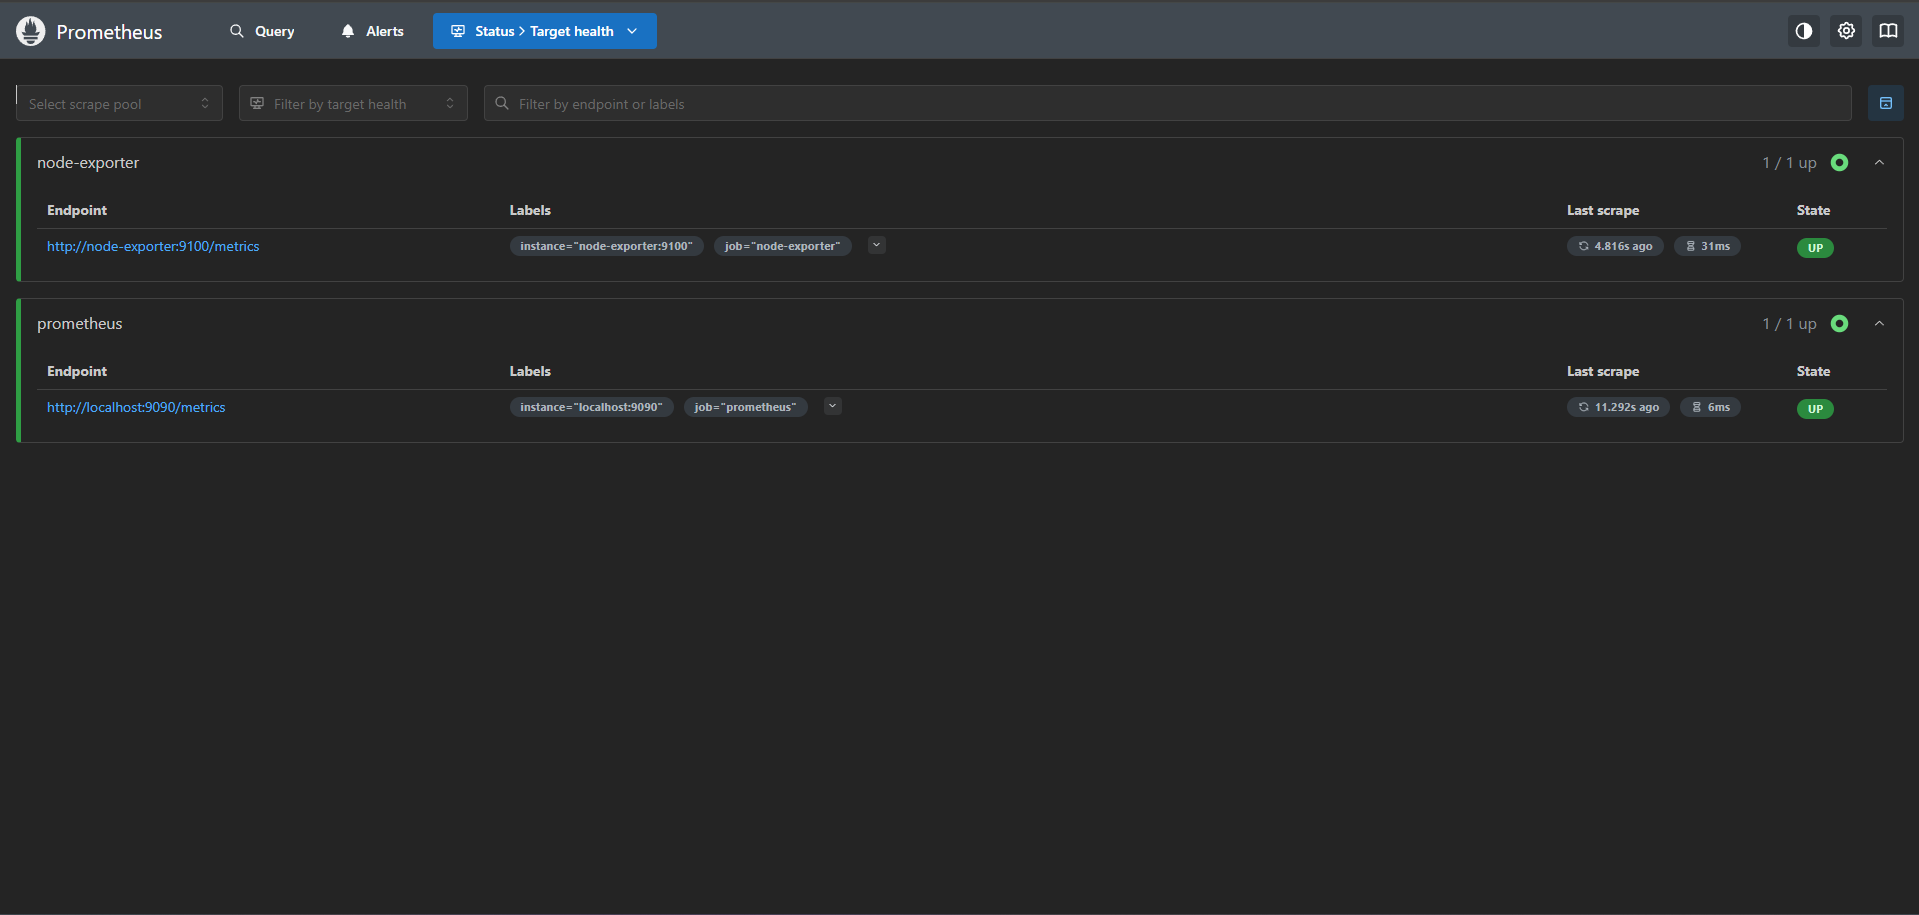 Prometheus Query Alerts Status > Target health
Select scrape pool Filter by target health Filter by endpoint or labels
node-exporter 1 / 1 up
Endpoint Labels Last scrape State
http://node-exporter:9100/metrics instance="node-exporter:9100" job="node-exporter" 4.816s ago 31ms UP
prometheus 1 / 1 up
Endpoint Labels Last scrape State
http://localhost:9090/metrics instance="localhost:9090" job="prometheus" 11.292s ago 6ms UP